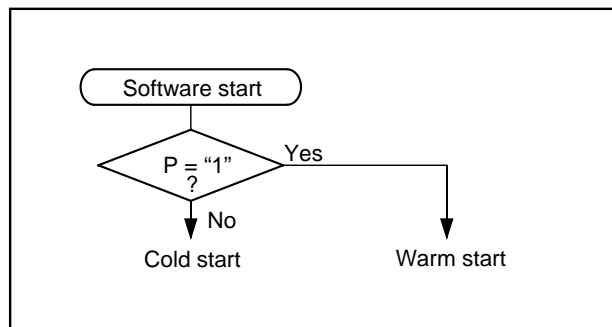 Software start
P = “1”
?
Yes
No
Cold start
Warm start